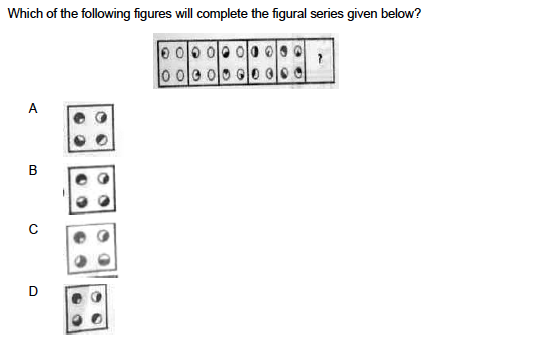 Which of the following figures will complete the figural series given below?
?
A
B
C
D